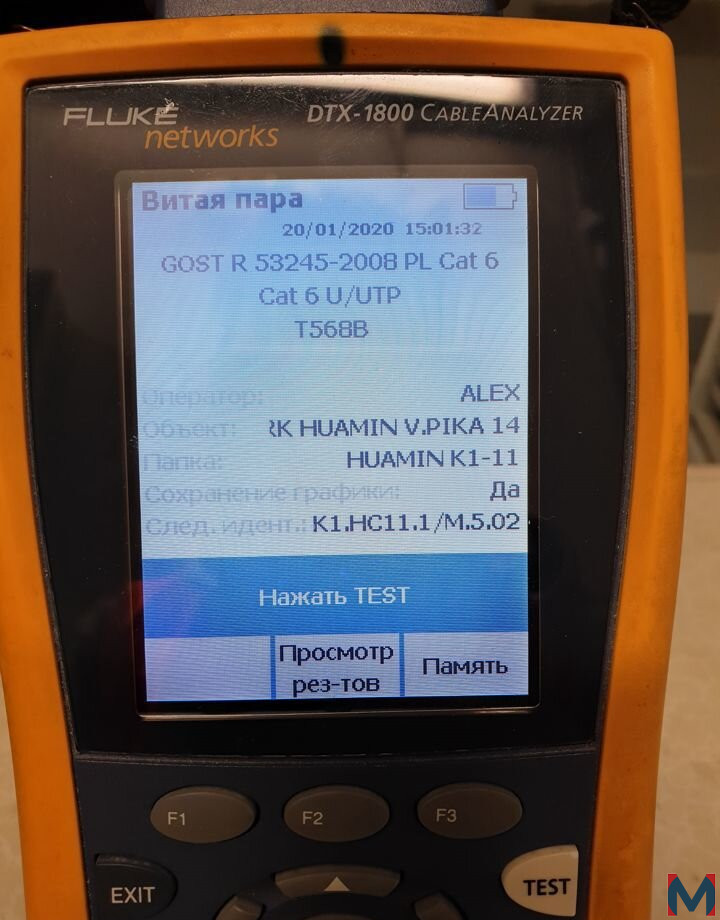 FLUKE networks
DTX-1800 CABLEANALYZER
Витая пара
20/01/2020 15:01:32
GOST R 53245-2008 PL Cat 6
Cat 6 U/UTP
T568B
Оператор: ALEX
Объект: RK HUAMIN V.PIKA 14
Папка: HUAMIN K1-11
Сохранение графики: Да
След. идент.: K1.HC11.1/M.5.02
Нажать TEST
Просмотр рез-тов
Память
F1 F2 F3
EXIT TEST
M